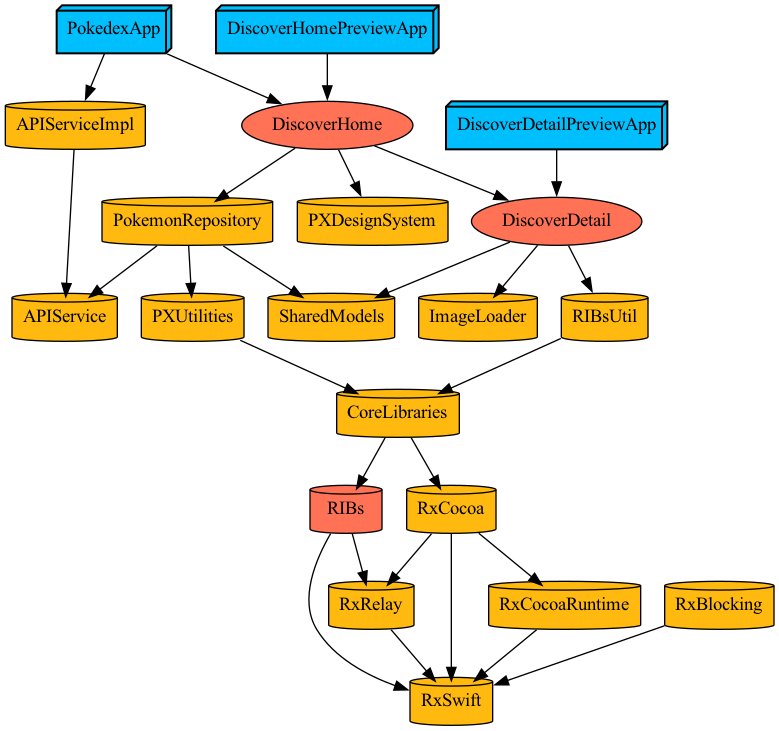 PokedexApp
DiscoverHomePreviewApp
APIServiceImpl
DiscoverHome
DiscoverDetailPreviewApp
PokemonRepository
PXDesignSystem
DiscoverDetail
APIService
PXUtilities
SharedModels
ImageLoader
RIBsUtil
CoreLibraries
RIBs
RxCocoa
RxRelay
RxCocoaRuntime
RxBlocking
RxSwift